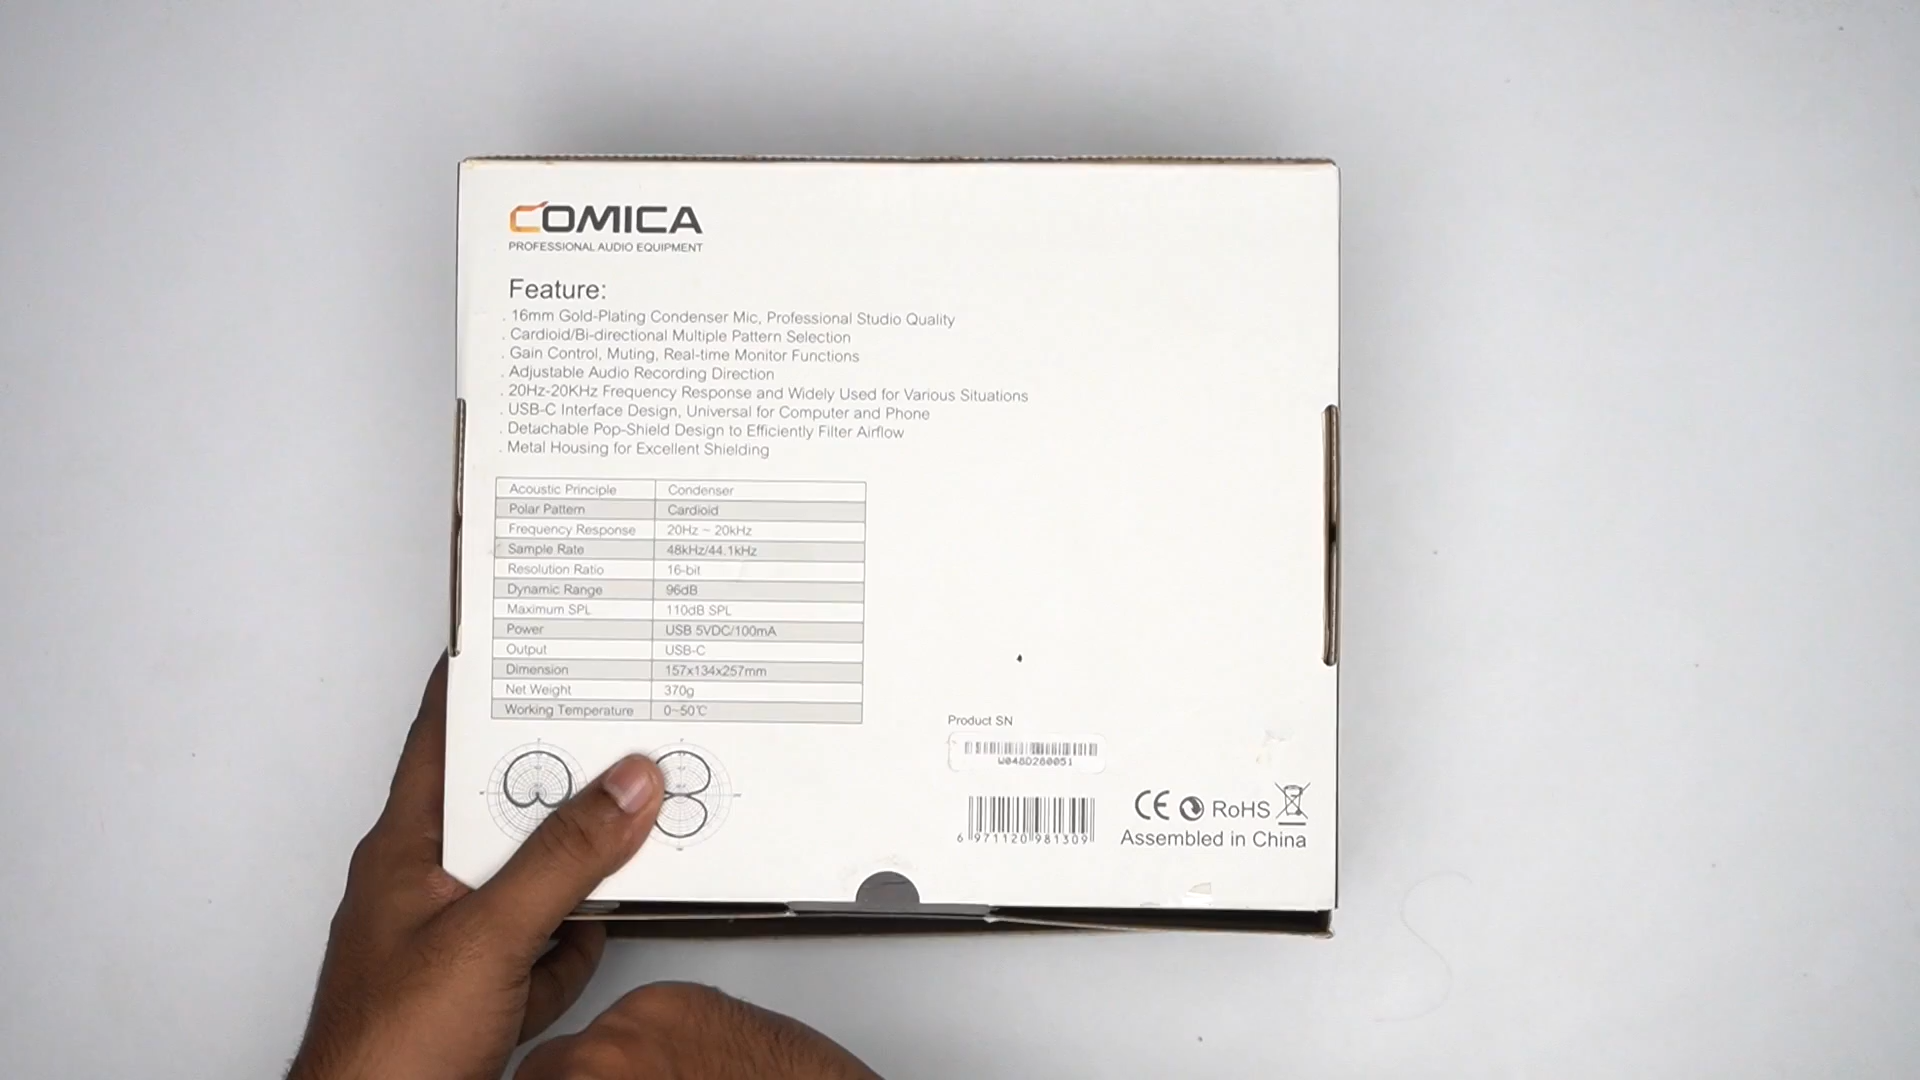 COMICA
PROFESSIONAL AUDIO EQUIPMENT
Feature:
. 16mm Gold-Plating Condenser Mic, Professional Studio Quality
. Cardioid/Bi-directional Multiple Pattern Selection
. Gain Control, Muting, Real-time Monitor Functions
. Adjustable Audio Recording Direction
. 20Hz-20KHz Frequency Response and Widely Used for Various Situations
. USB-C Interface Design, Universal for Computer and Phone
. Detachable Pop-Shield Design to Efficiently Filter Airflow
. Metal Housing for Excellent Shielding
Acoustic Principle Condenser
Polar Pattern Cardioid
Frequency Response 20Hz ~ 20kHz
Sample Rate 48kHz/44.1kHz
Resolution Ratio 16-bit
Dynamic Range 96dB
Maximum SPL 110dB SPL
Power USB 5VDC/100mA
Output USB-C
Dimension 157x134x257mm
Net Weight 370g
Working Temperature 0~50℃
Product SN
W048D280051
6 971120 981309
CE RoHS
Assembled in China